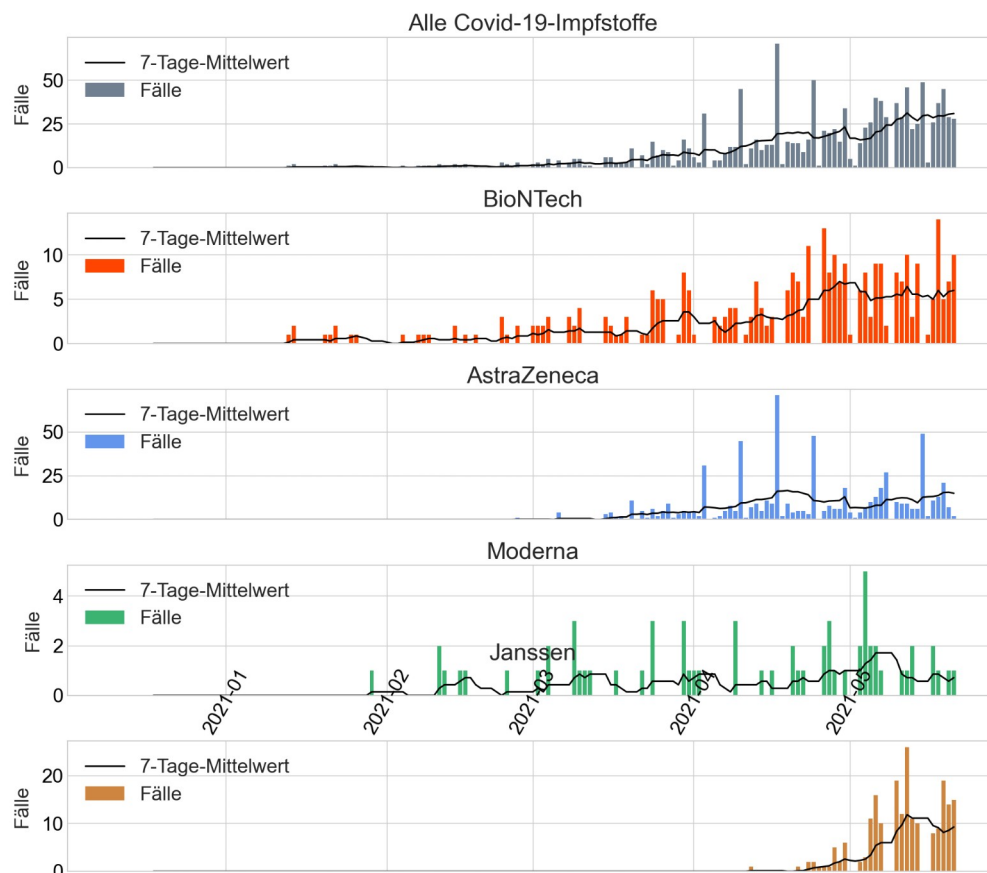 Alle Covid-19-Impfstoffe
7-Tage-Mittelwert
Fälle
Fälle
50
25
0
BioNTech
7-Tage-Mittelwert
Fälle
Fälle
10
5
0
AstraZeneca
7-Tage-Mittelwert
Fälle
Fälle
50
25
0
Moderna
7-Tage-Mittelwert
Fälle
Fälle
4
2
0
Janssen
2021-01
2021-02
2021-03
2021-04
2021-05
7-Tage-Mittelwert
Fälle
Fälle
20
10
0